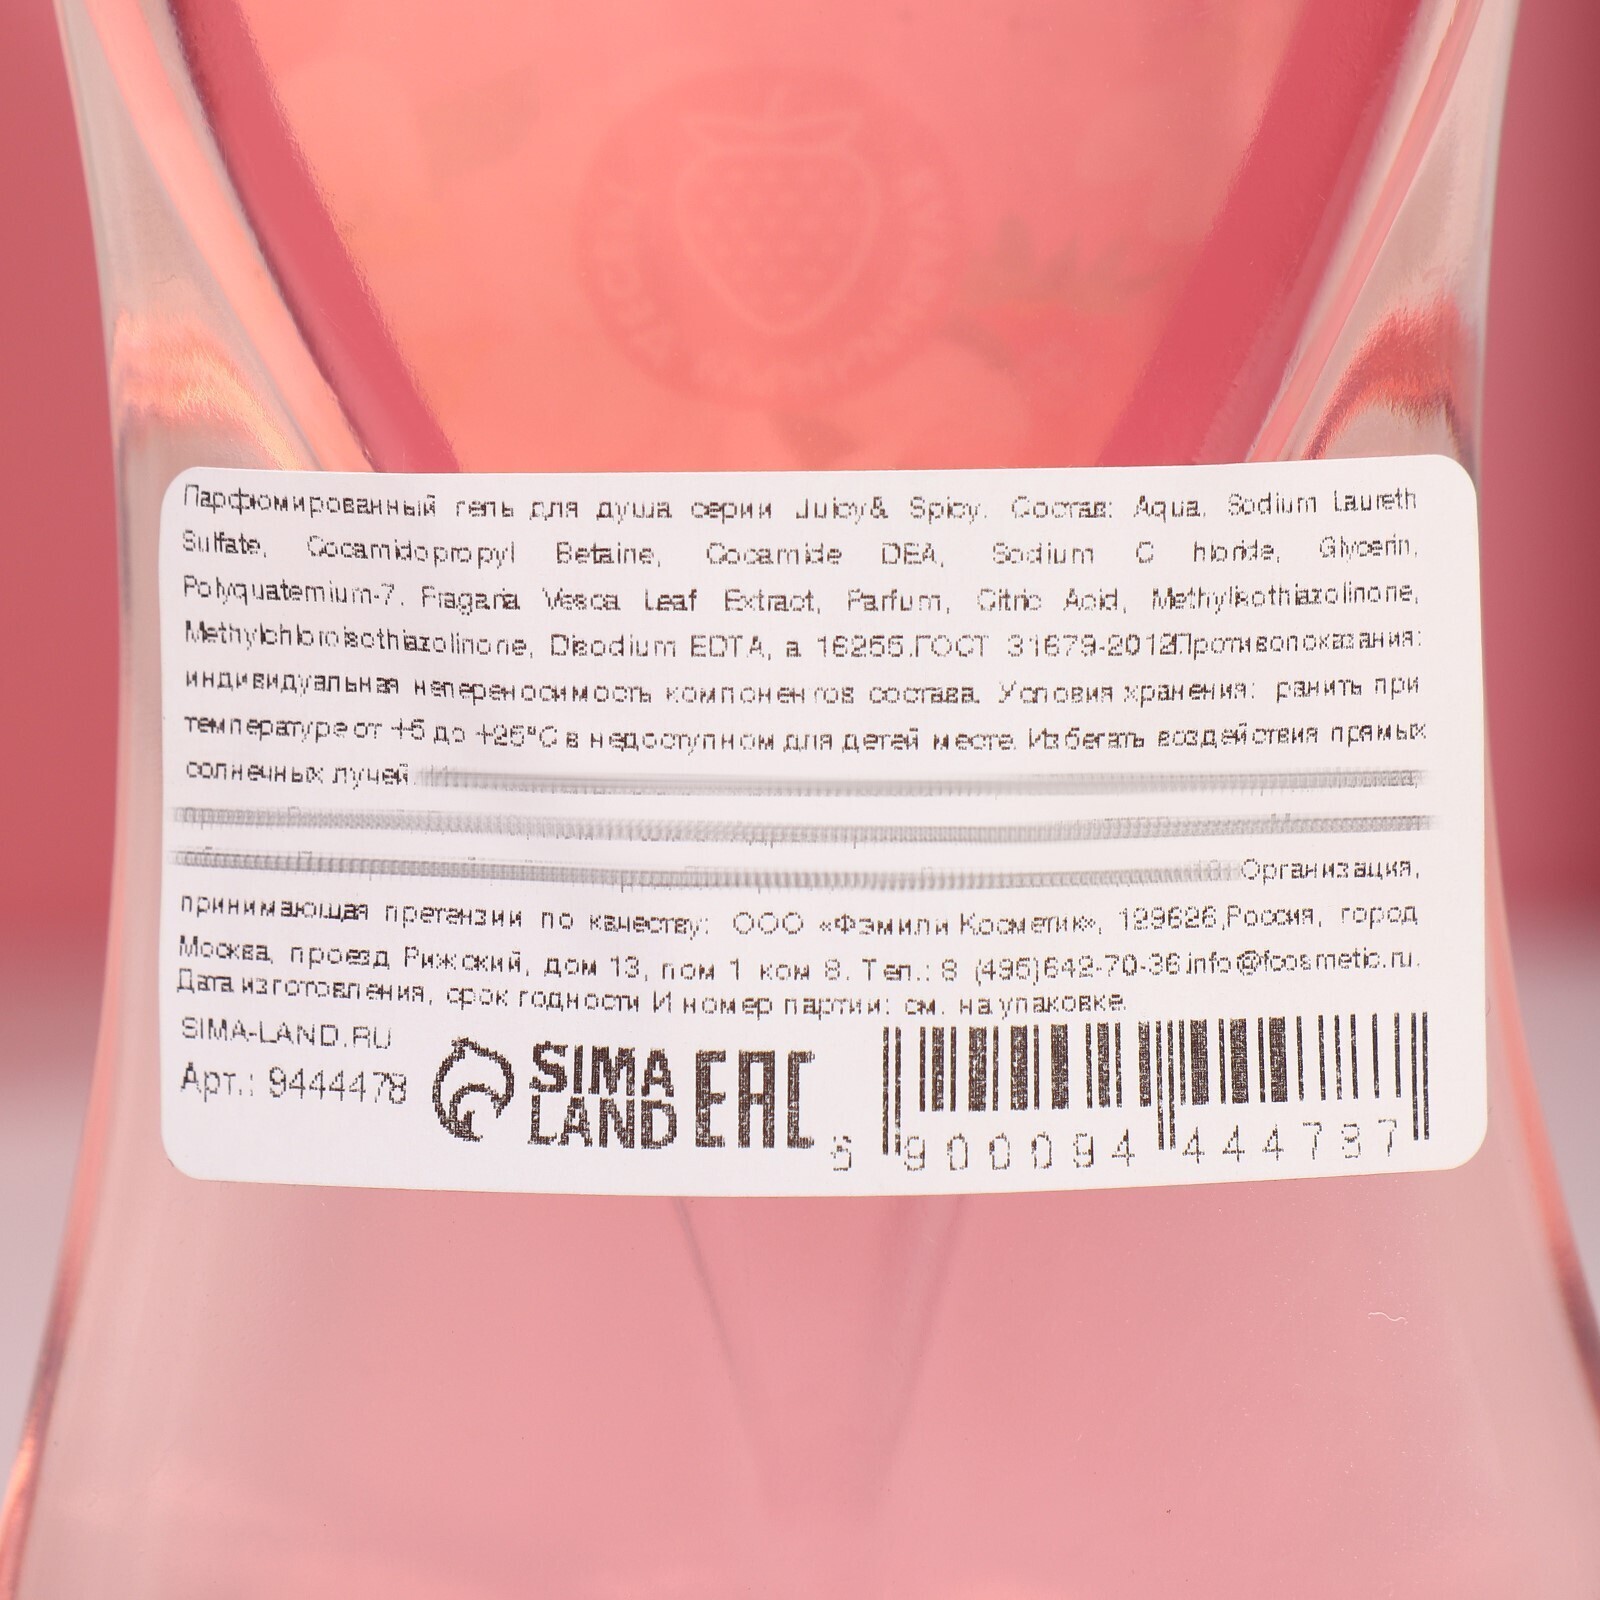 Парфюмированный гель для душа серии Juicy& Spicy. Состав: Aqua, Sodium Laureth
Sulfate, Cocamidopropyl Betaine, Cocamide DEA, Sodium C hloride, Glycerin,
Polyquaternium-7, Fragaria Vesca Leaf Extract, Parfum, Citric Acid, Methylisothiazolinone,
Methylchloroisothiazolinone, Disodium EDTA, a 16255.ГОСТ 31679-2012Противопоказания:
индивидуальная непереносимость компонентов состава. Условия хранения: ранить при
температуре от +5 до +25°С в недоступном для детей месте. Избегать воздействия прямых
солнечных лучей.
Организация,
принимающая претензии по качеству: ООО «Фэмили Косметик», 129626,Россия, город
Москва, проезд Рижский, дом 13, пом 1 ком 8. Тел.: 8 (495)642-70-36.info@fcosmetic.ru.
Дата изготовления, срок годности И номер партии: см. на упаковке.
SIMA-LAND.RU
Арт.: 9444478
SIMA
LAND
EAC
900094 444787